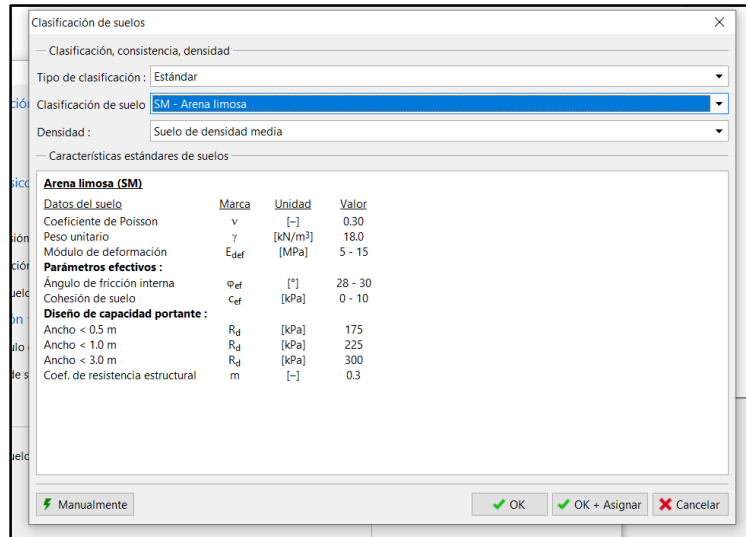 Clasificación de suelos
Clasificación, consistencia, densidad
Tipo de clasificación : Estándar
Clasificación de suelo SM - Arena limosa
Densidad : Suelo de densidad media
Características estándares de suelos
Arena limosa (SM)
Datos del suelo Marca Unidad Valor
Coeficiente de Poisson ν [–] 0.30
Peso unitario γ [kN/m³] 18.0
Módulo de deformación Edef [MPa] 5 - 15
Parámetros efectivos :
Ángulo de fricción interna φef [°] 28 - 30
Cohesión de suelo cef [kPa] 0 - 10
Diseño de capacidad portante :
Ancho < 0.5 m Rd [kPa] 175
Ancho < 1.0 m Rd [kPa] 225
Ancho < 3.0 m Rd [kPa] 300
Coef. de resistencia estructural m [–] 0.3
Manualmente OK OK + Asignar Cancelar